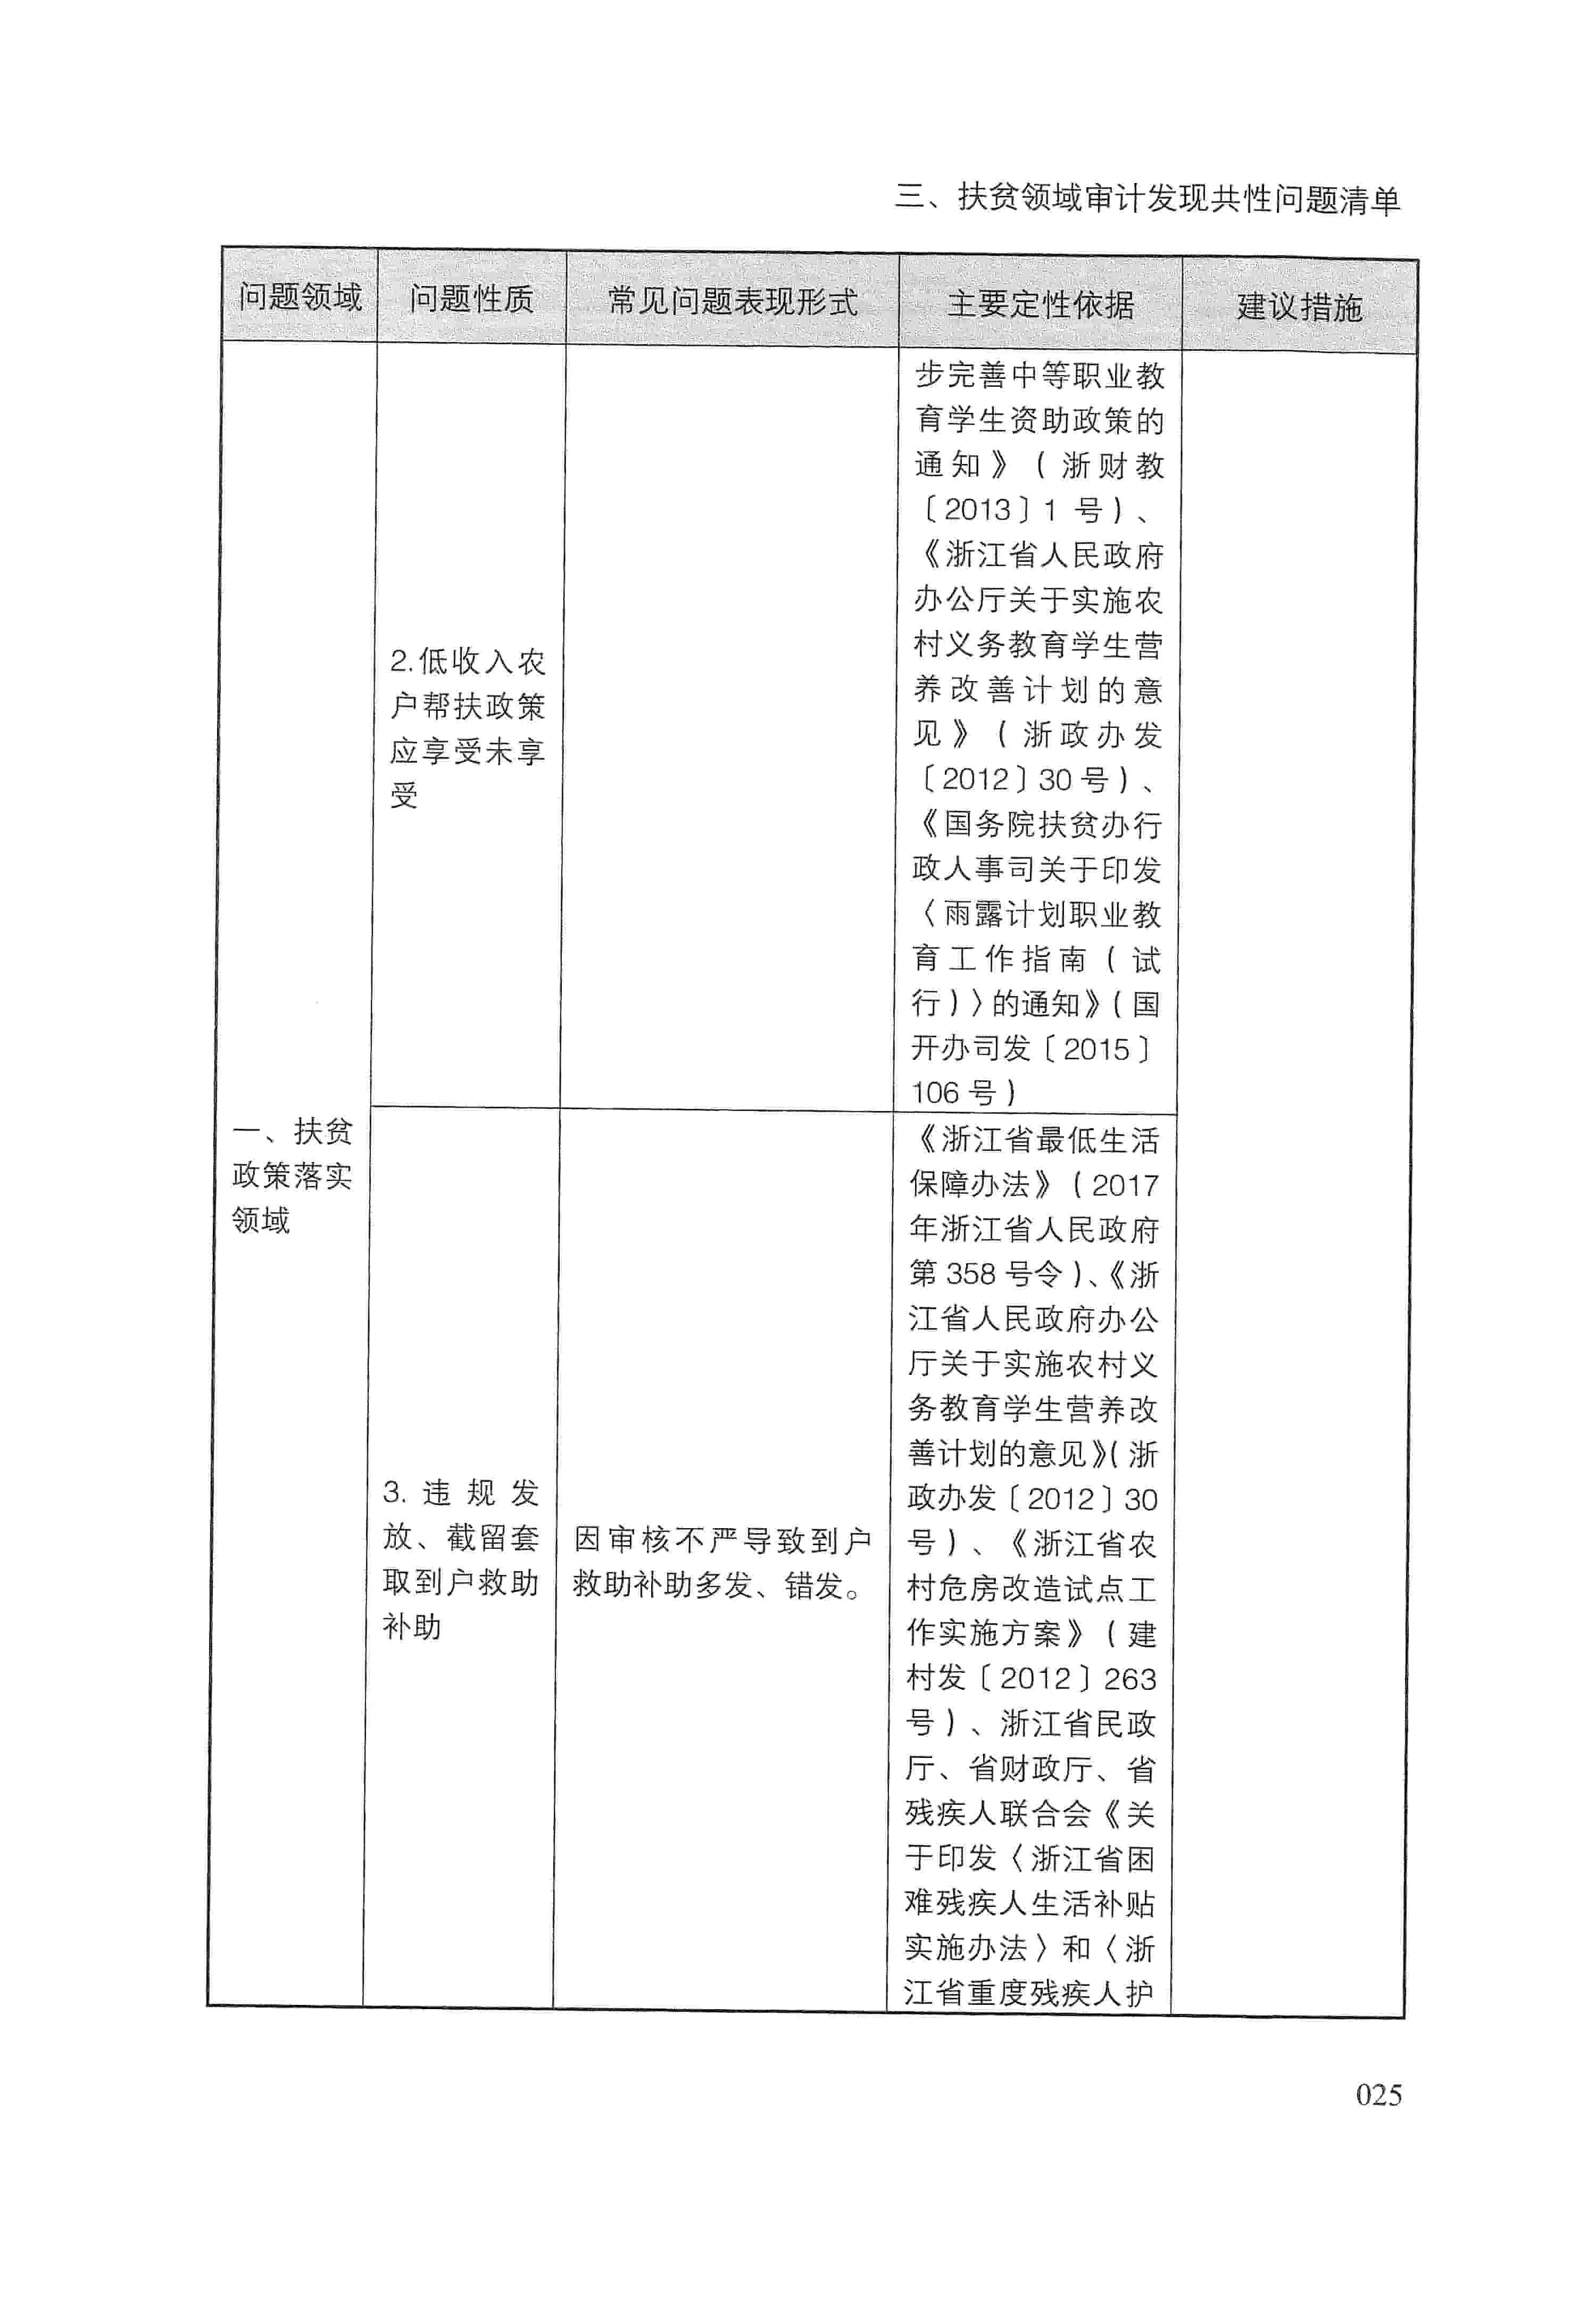 三、扶贫领域审计发现共性问题清单
问题领域
问题性质
常见问题表现形式
主要定性依据
建议措施
一、扶贫
政策落实
领域
2.低收入农
户帮扶政策
应享受未享
受
步完善中等职业教
育学生资助政策的
通知》(浙财教
〔2013〕1 号)、
《浙江省人民政府
办公厅关于实施农
村义务教育学生营
养改善计划的意
见》(浙政办发
〔2012〕30 号)、
《国务院扶贫办行
政人事司关于印发
〈雨露计划职业教
育工作指南(试
行)〉的通知》(国
开办司发〔2015〕
106 号)
3. 违规发
放、截留套
取到户救助
补助
因审核不严导致到户
救助补助多发、错发。
《浙江省最低生活
保障办法》(2017
年浙江省人民政府
第 358 号令)、《浙
江省人民政府办公
厅关于实施农村义
务教育学生营养改
善计划的意见》(浙
政办发〔2012〕30
号)、《浙江省农
村危房改造试点工
作实施方案》(建
村发〔2012〕263
号)、浙江省民政
厅、省财政厅、省
残疾人联合会《关
于印发〈浙江省困
难残疾人生活补贴
实施办法〉和〈浙
江省重度残疾人护
025